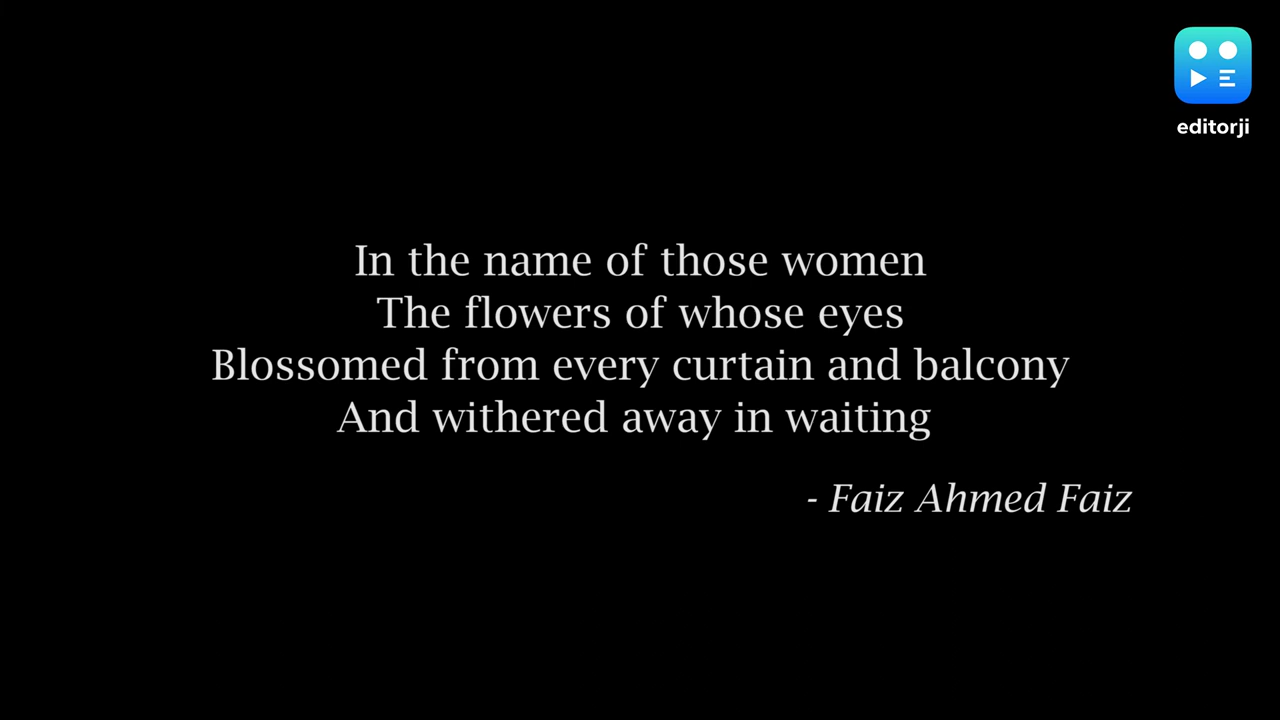 editorji
In the name of those women
The flowers of whose eyes
Blossomed from every curtain and balcony
And withered away in waiting
- Faiz Ahmed Faiz